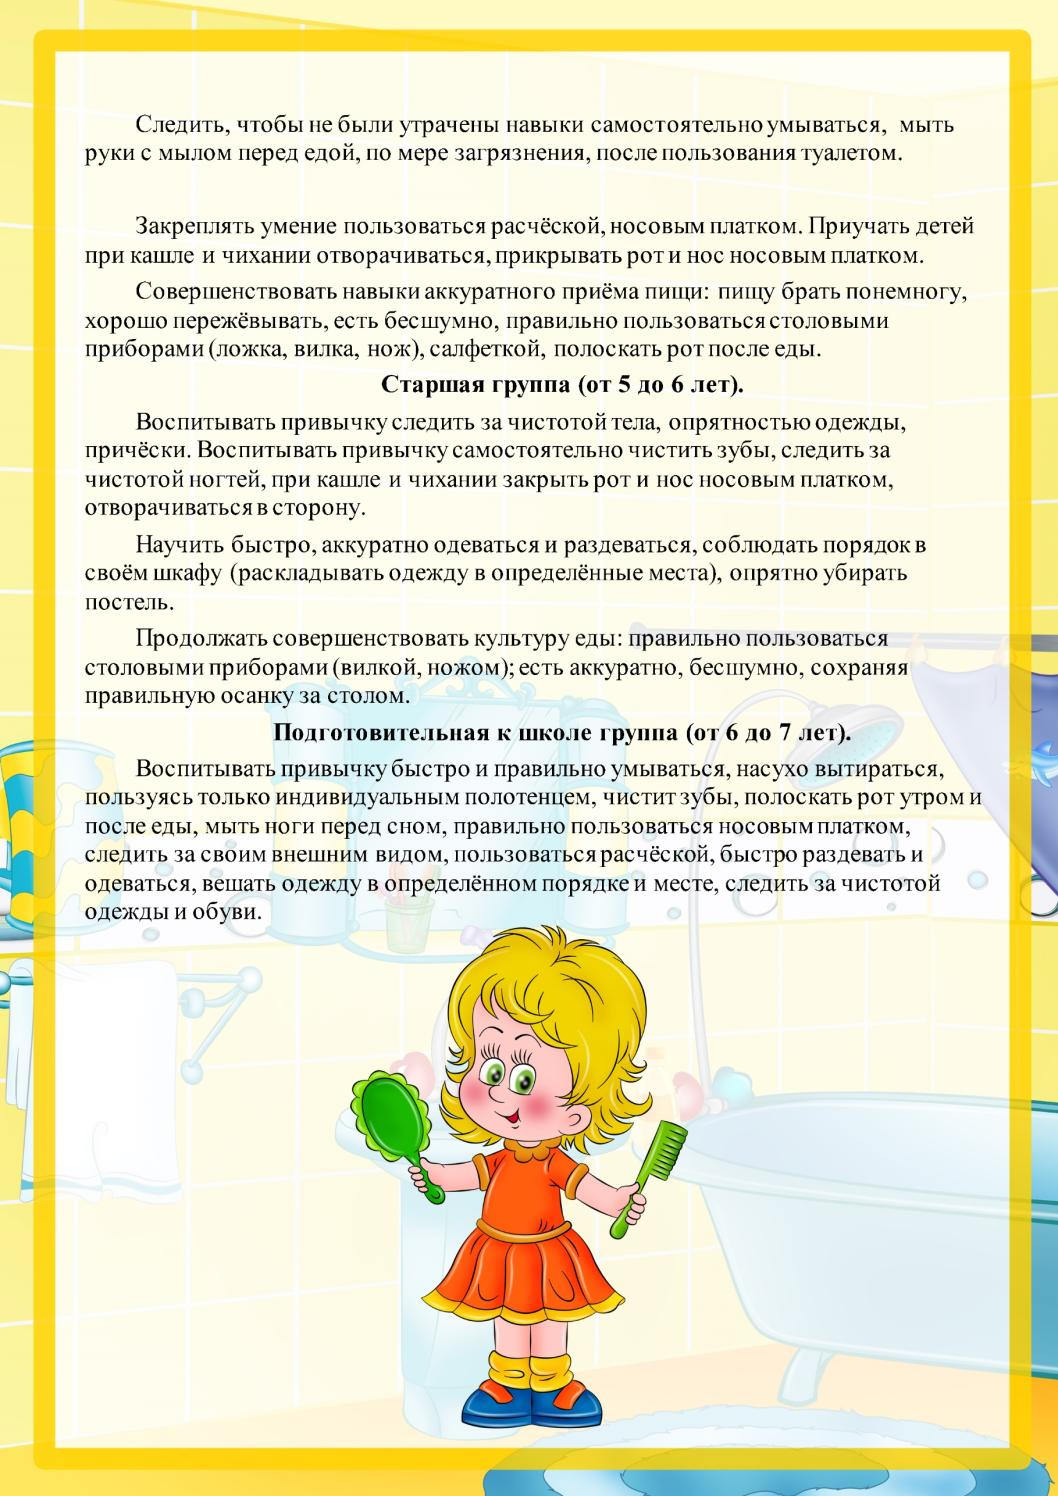 Следить, чтобы не были утрачены навыки самостоятельно умываться, мыть
руки с мылом перед едой, по мере загрязнения, после пользования туалетом.
Закреплять умение пользоваться расчёской, носовым платком. Приучать детей
при кашле и чихании отворачиваться, прикрывать рот и нос носовым платком.
Совершенствовать навыки аккуратного приёма пищи: пищу брать понемногу,
хорошо пережёвывать, есть бесшумно, правильно пользоваться столовыми
приборами (ложка, вилка, нож), салфеткой, полоскать рот после еды.
Старшая группа (от 5 до 6 лет).
Воспитывать привычку следить за чистотой тела, опрятностью одежды,
причёски. Воспитывать привычку самостоятельно чистить зубы, следить за
чистотой ногтей, при кашле и чихании закрыть рот и нос носовым платком,
отворачиваться в сторону.
Научить быстро, аккуратно одеваться и раздеваться, соблюдать порядок в
своём шкафу (раскладывать одежду в определённые места), опрятно убирать
постель.
Продолжать совершенствовать культуру еды: правильно пользоваться
столовыми приборами (вилкой, ножом); есть аккуратно, бесшумно, сохраняя
правильную осанку за столом.
Подготовительная к школе группа (от 6 до 7 лет).
Воспитывать привычку быстро и правильно умываться, насухо вытираться,
пользуясь только индивидуальным полотенцем, чистит зубы, полоскать рот утром и
после еды, мыть ноги перед сном, правильно пользоваться носовым платком,
следить за своим внешним видом, пользоваться расчёской, быстро раздевать и
одеваться, вешать одежду в определённом порядке и месте, следить за чистотой
одежды и обуви.